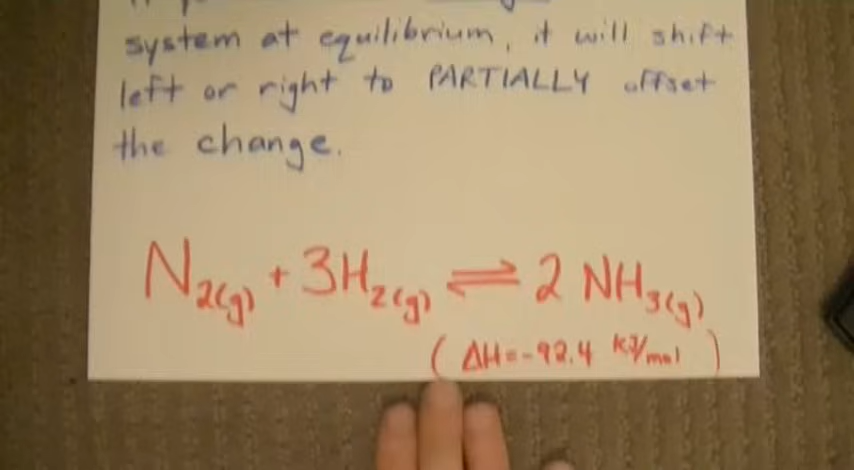 system at equilibrium, it will shift
left or right to PARTIALLY offset
the change.
N2(g) + 3H2(g) ⇌ 2 NH3(g)
(ΔH=-92.4 kJ/mol)